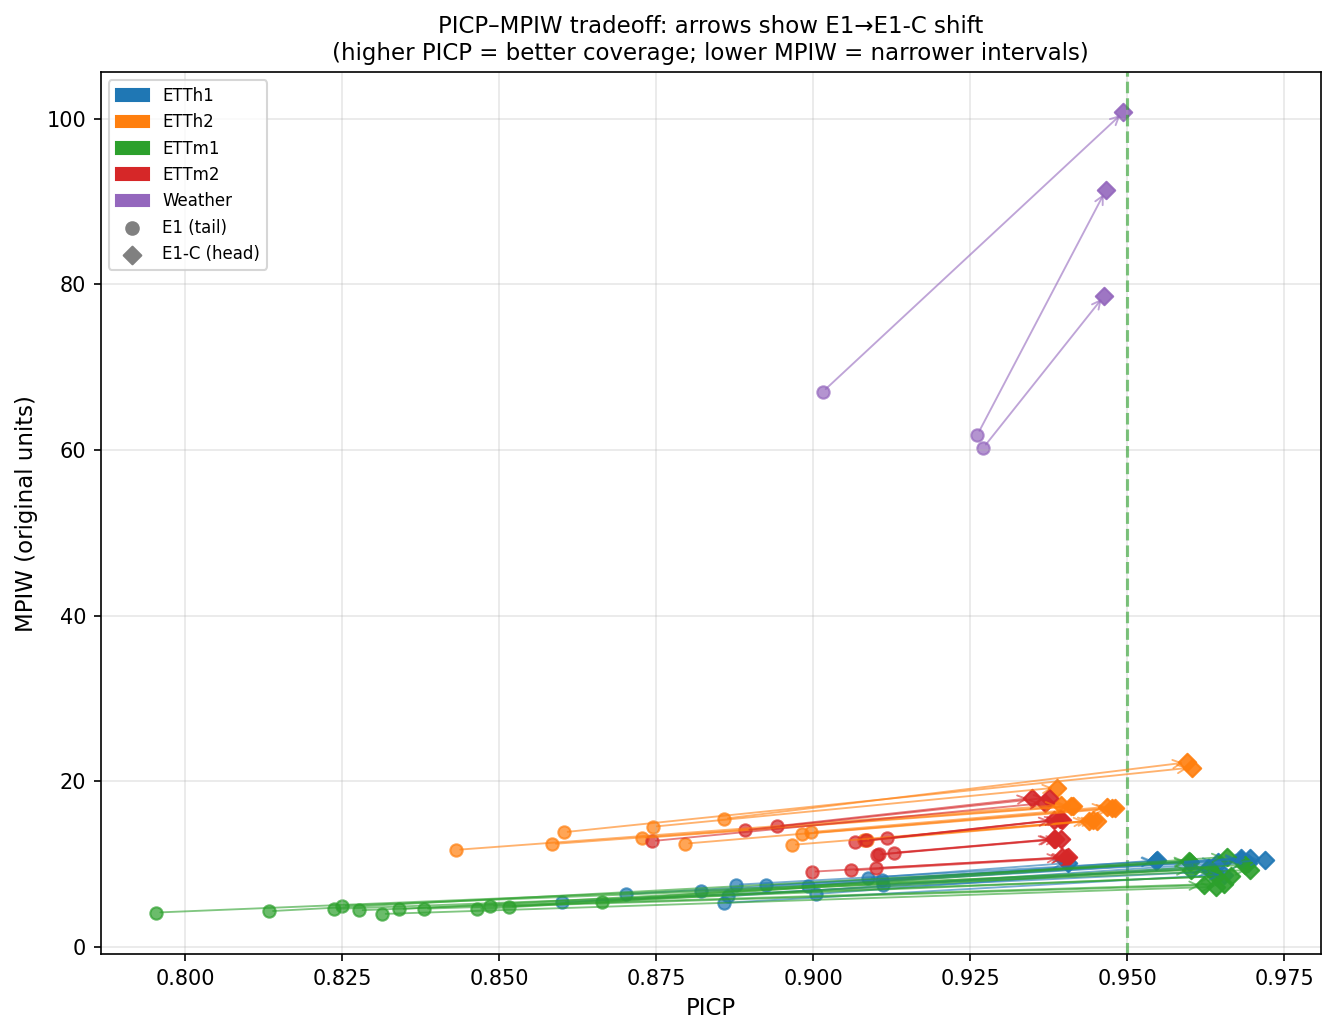 PICP–MPIW tradeoff: arrows show E1→E1-C shift
(higher PICP = better coverage; lower MPIW = narrower intervals)
ETTh1
ETTh2
ETTm1
ETTm2
Weather
E1 (tail)
E1-C (head)
MPIW (original units)
100
80
60
40
20
0
0.800
0.825
0.850
0.875
0.900
0.925
0.950
0.975
PICP